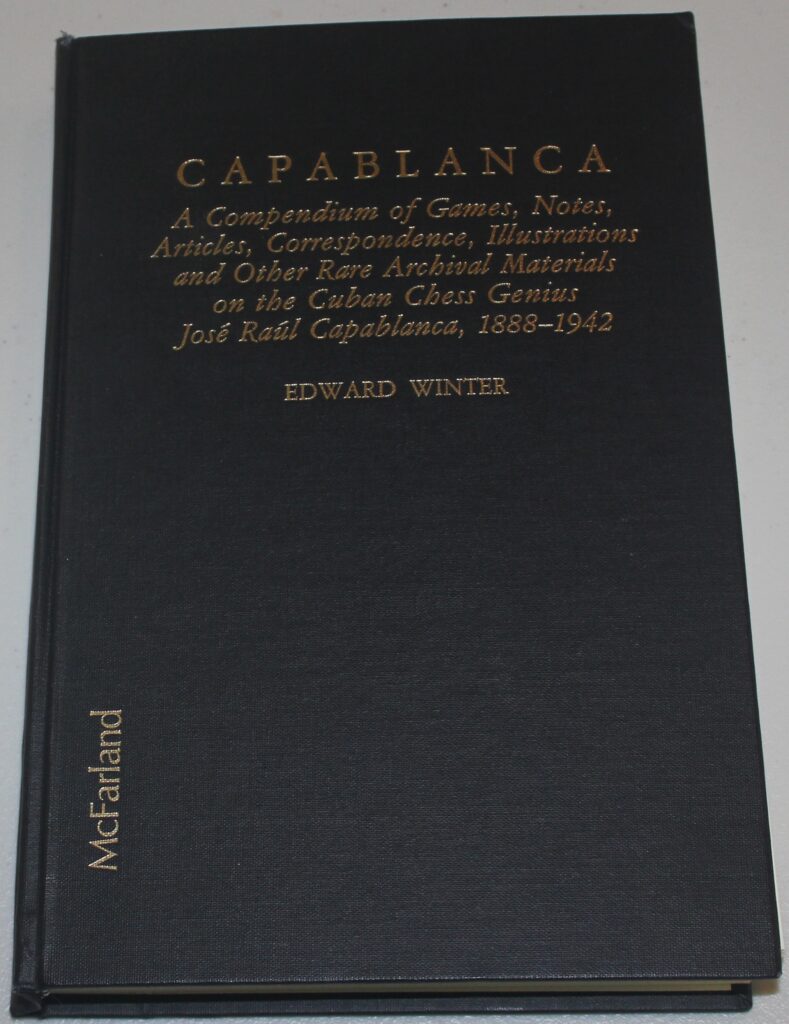 CAPABLANCA
A Compendium of Games, Notes,
Articles, Correspondence, Illustrations
and Other Rare Archival Materials
on the Cuban Chess Genius
José Raúl Capablanca, 1888–1942
EDWARD WINTER
McFarland